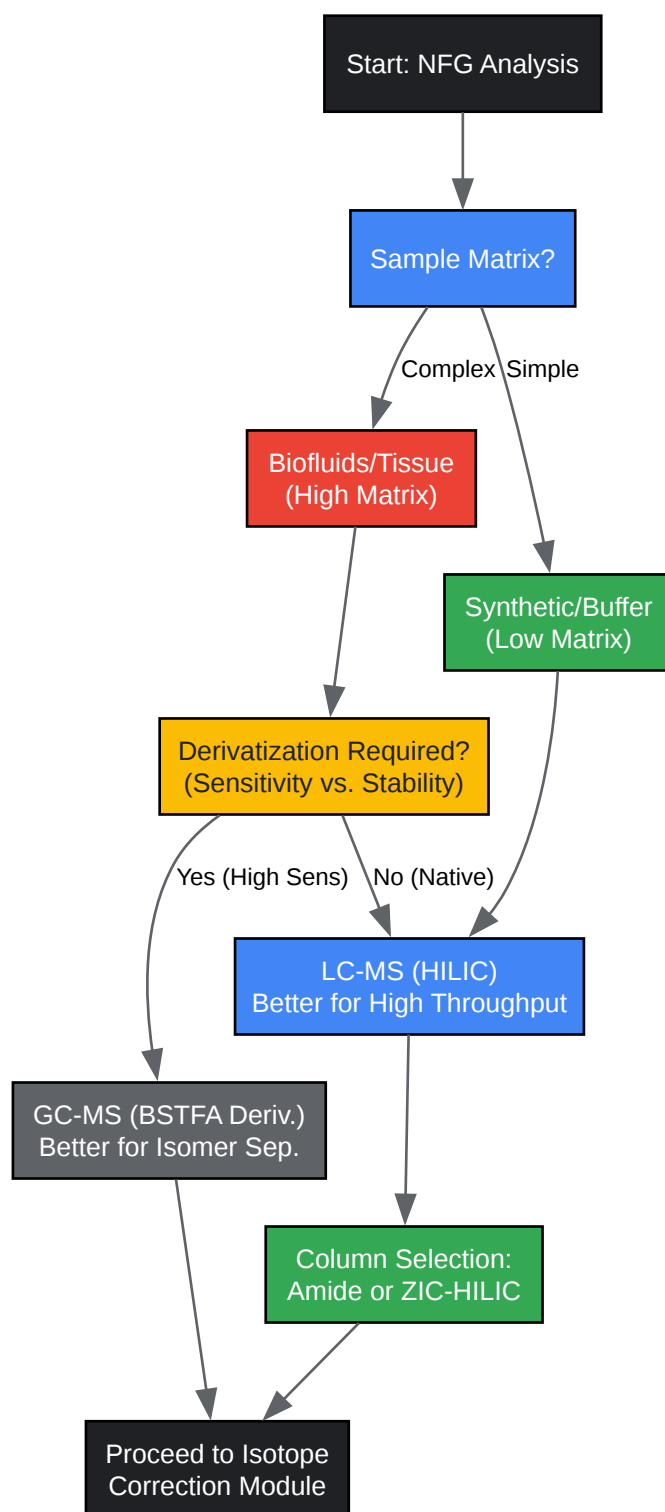 Start: NFG Analysis
Sample Matrix?
Complex
Simple
Biofluids/Tissue
(High Matrix)
Synthetic/Buffer
(Low Matrix)
Derivatization Required?
(Sensitivity vs. Stability)
Yes (High Sens)
No (Native)
LC-MS (HILIC)
Better for High Throughput
GC-MS (BSTFA Deriv.)
Better for Isomer Sep.
Column Selection:
Amide or ZIC-HILIC
Proceed to Isotope
Correction Module